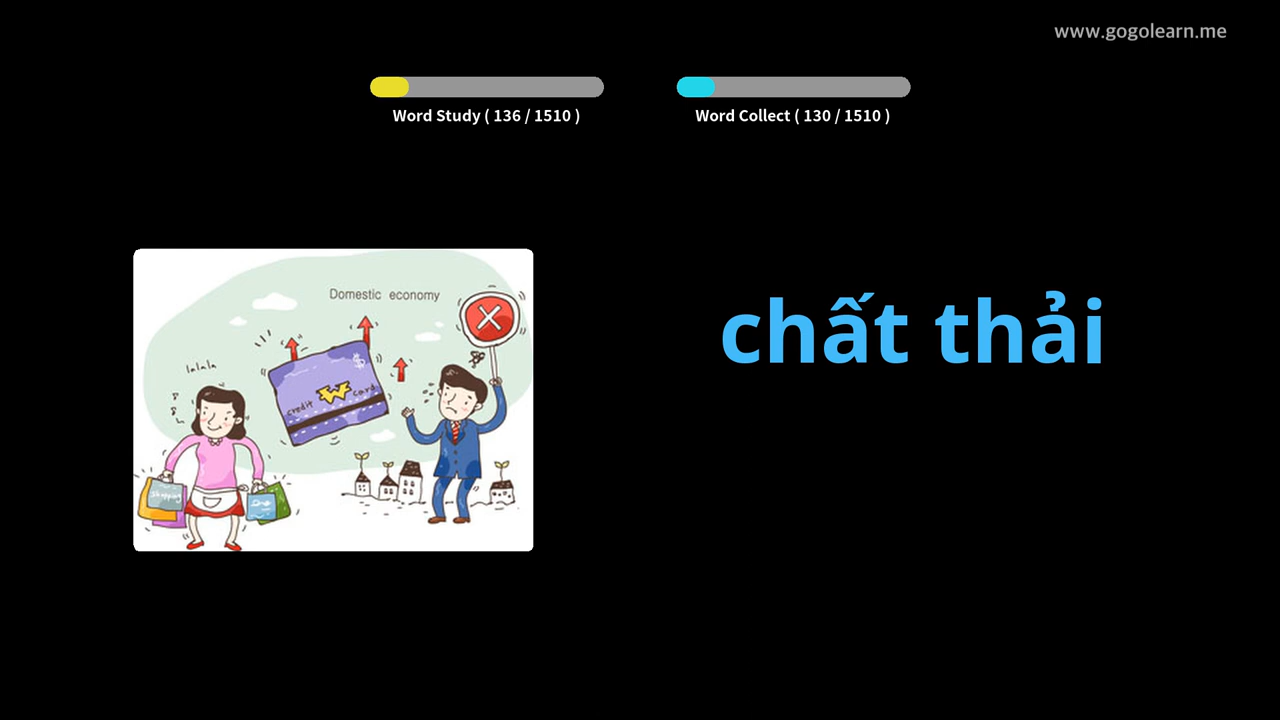 www.gogolearn.me
Word Study ( 136 / 1510 )
Word Collect ( 130 / 1510 )
Domestic economy
lalala
$
W
credit card
Shopping
chất thải